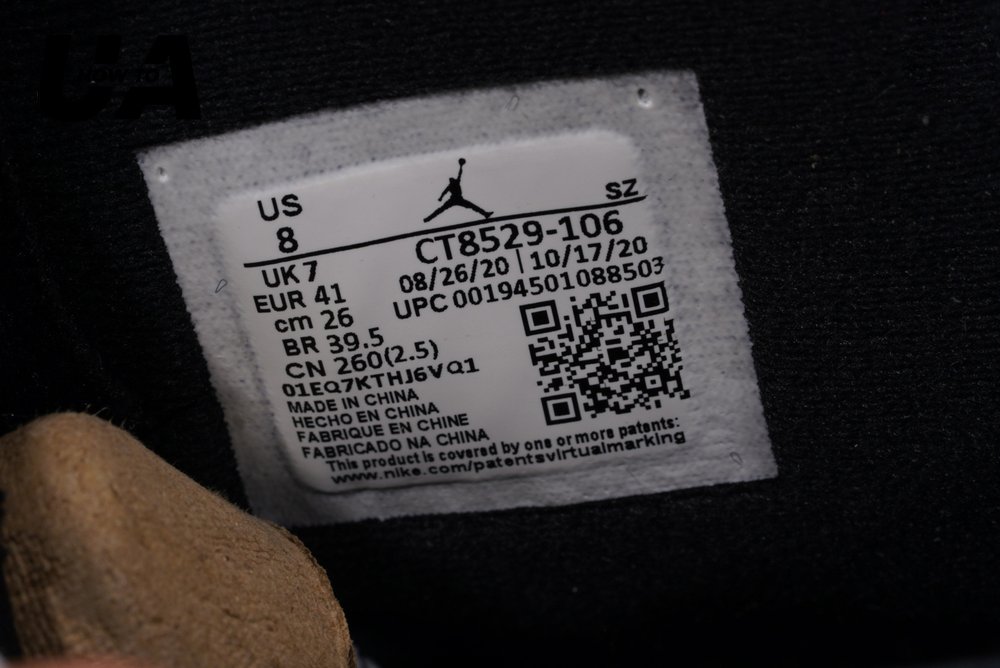 UA
US
8
SZ
CT8529-106
UK 7
08/26/20 | 10/17/20
EUR 41
UPC 00194501088503
cm 26
BR 39.5
CN 260(2.5)
01EQ7KTHJ6VQ1
MADE IN CHINA
HECHO EN CHINA
FABRIQUE EN CHINE
FABRICADO NA CHINA
This product is covered by one or more patents:
www.nike.com/patentsvirtualmarking